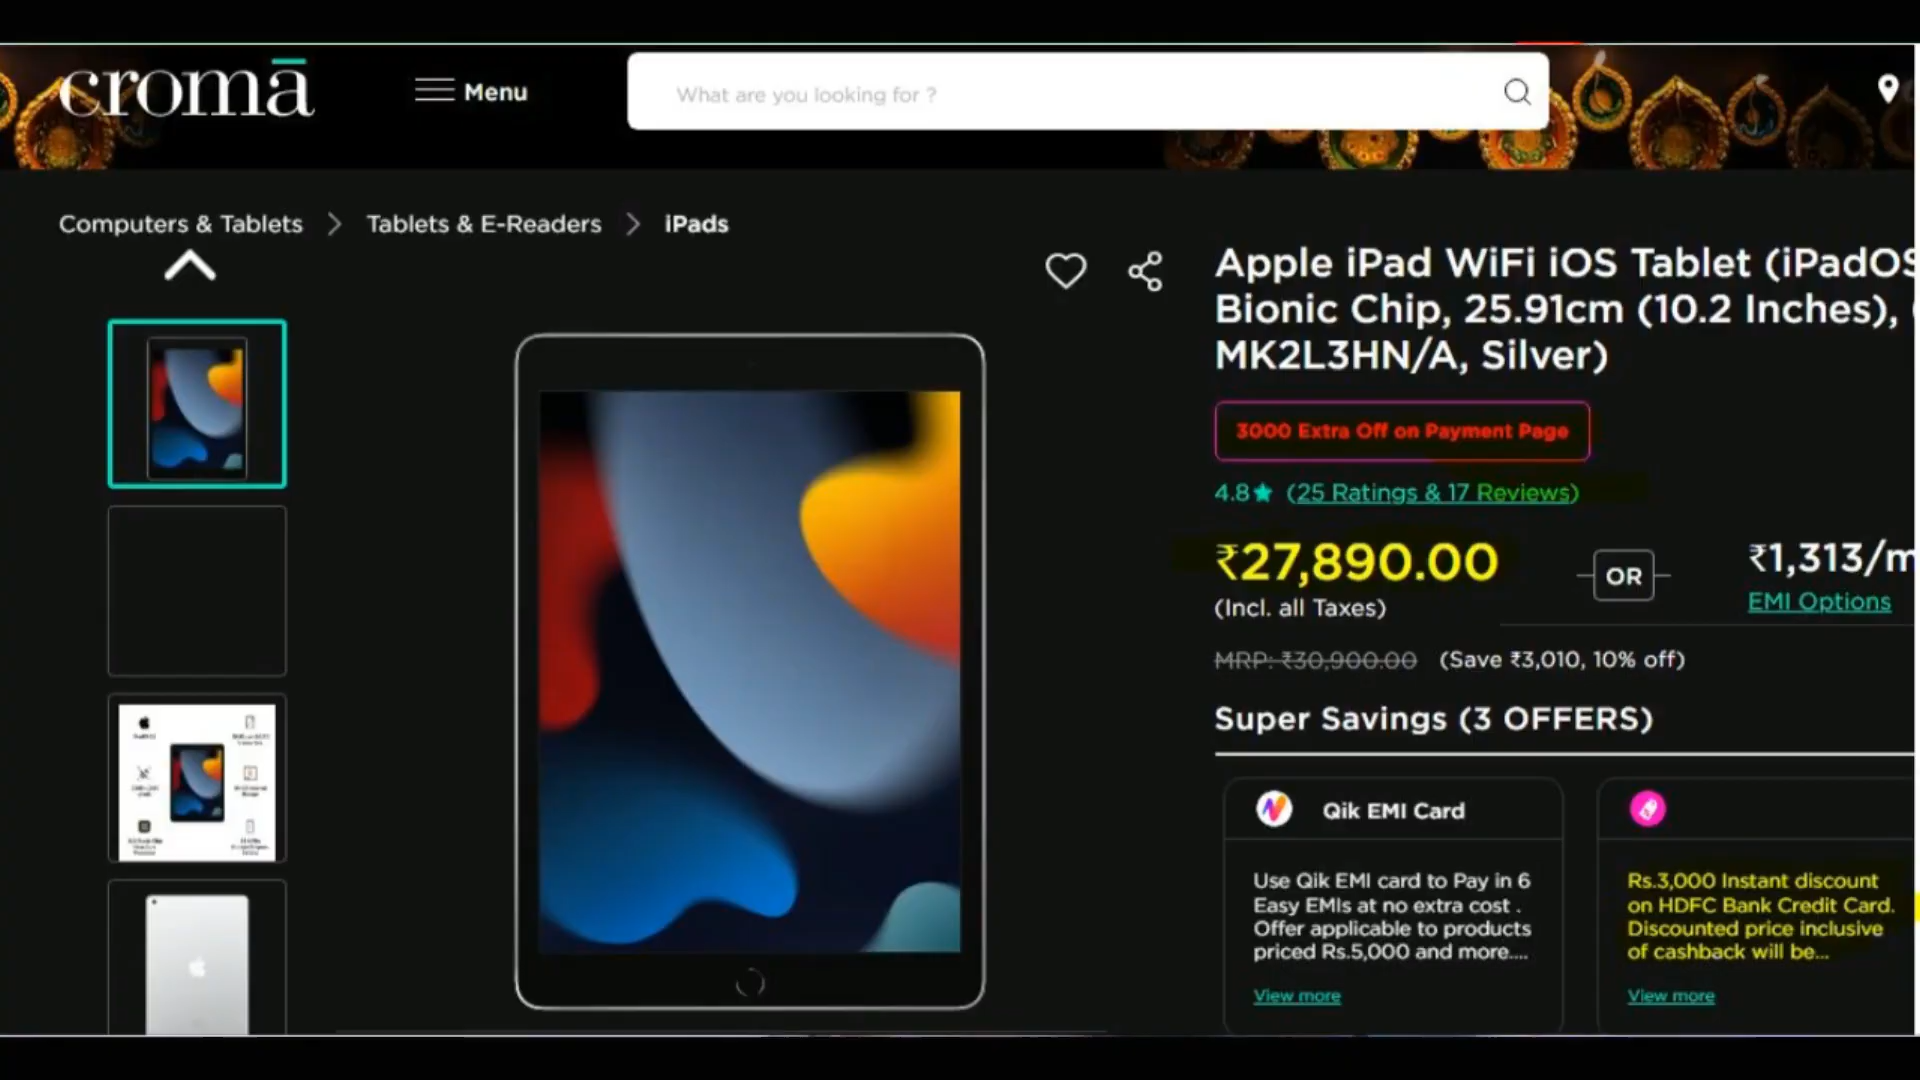 cromā
Menu
What are you looking for ?
Computers & Tablets
Tablets & E-Readers
iPads
Apple iPad WiFi iOS Tablet (iPadOS
Bionic Chip, 25.91cm (10.2 Inches),
MK2L3HN/A, Silver)
3000 Extra Off on Payment Page
4.8★ (25 Ratings & 17 Reviews)
₹27,890.00
OR
₹1,313/m
(Incl. all Taxes)
EMI Options
MRP: ₹30,900.00 (Save ₹3,010, 10% off)
Super Savings (3 OFFERS)
Qik EMI Card
Use Qik EMI card to Pay in 6
Easy EMIs at no extra cost .
Offer applicable to products
priced Rs.5,000 and more....
View more
Rs.3,000 Instant discount
on HDFC Bank Credit Card.
Discounted price inclusive
of cashback will be...
View more